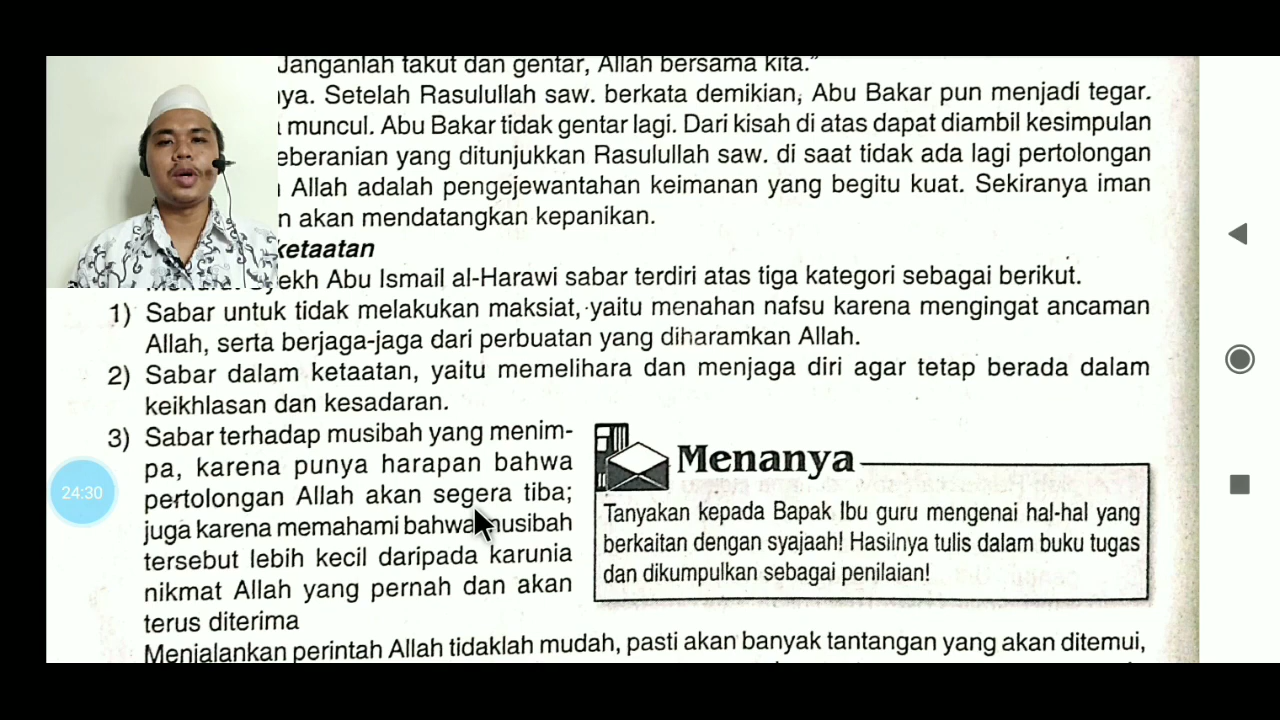 Janganlah takut dan gentar, Allah bersama kita."
nya. Setelah Rasulullah saw. berkata demikian, Abu Bakar pun menjadi tegar.
muncul. Abu Bakar tidak gentar lagi. Dari kisah di atas dapat diambil kesimpulan
eberanian yang ditunjukkan Rasulullah saw. di saat tidak ada lagi pertolongan
Allah adalah pengejewantahan keimanan yang begitu kuat. Sekiranya iman
n akan mendatangkan kepanikan.
ketaatan
ekh Abu Ismail al-Harawi sabar terdiri atas tiga kategori sebagai berikut.
1) Sabar untuk tidak melakukan maksiat, yaitu menahan nafsu karena mengingat ancaman
Allah, serta berjaga-jaga dari perbuatan yang diharamkan Allah.
2) Sabar dalam ketaatan, yaitu memelihara dan menjaga diri agar tetap berada dalam
keikhlasan dan kesadaran.
3) Sabar terhadap musibah yang menim-
pa, karena punya harapan bahwa
pertolongan Allah akan segera tiba;
juga karena memahami bahwa musibah
tersebut lebih kecil daripada karunia
nikmat Allah yang pernah dan akan
terus diterima
Menanya
Tanyakan kepada Bapak Ibu guru mengenai hal-hal yang
berkaitan dengan syajaah! Hasilnya tulis dalam buku tugas
dan dikumpulkan sebagai penilaian!
Menjalankan perintah Allah tidaklah mudah, pasti akan banyak tantangan yang akan ditemui,
24:30